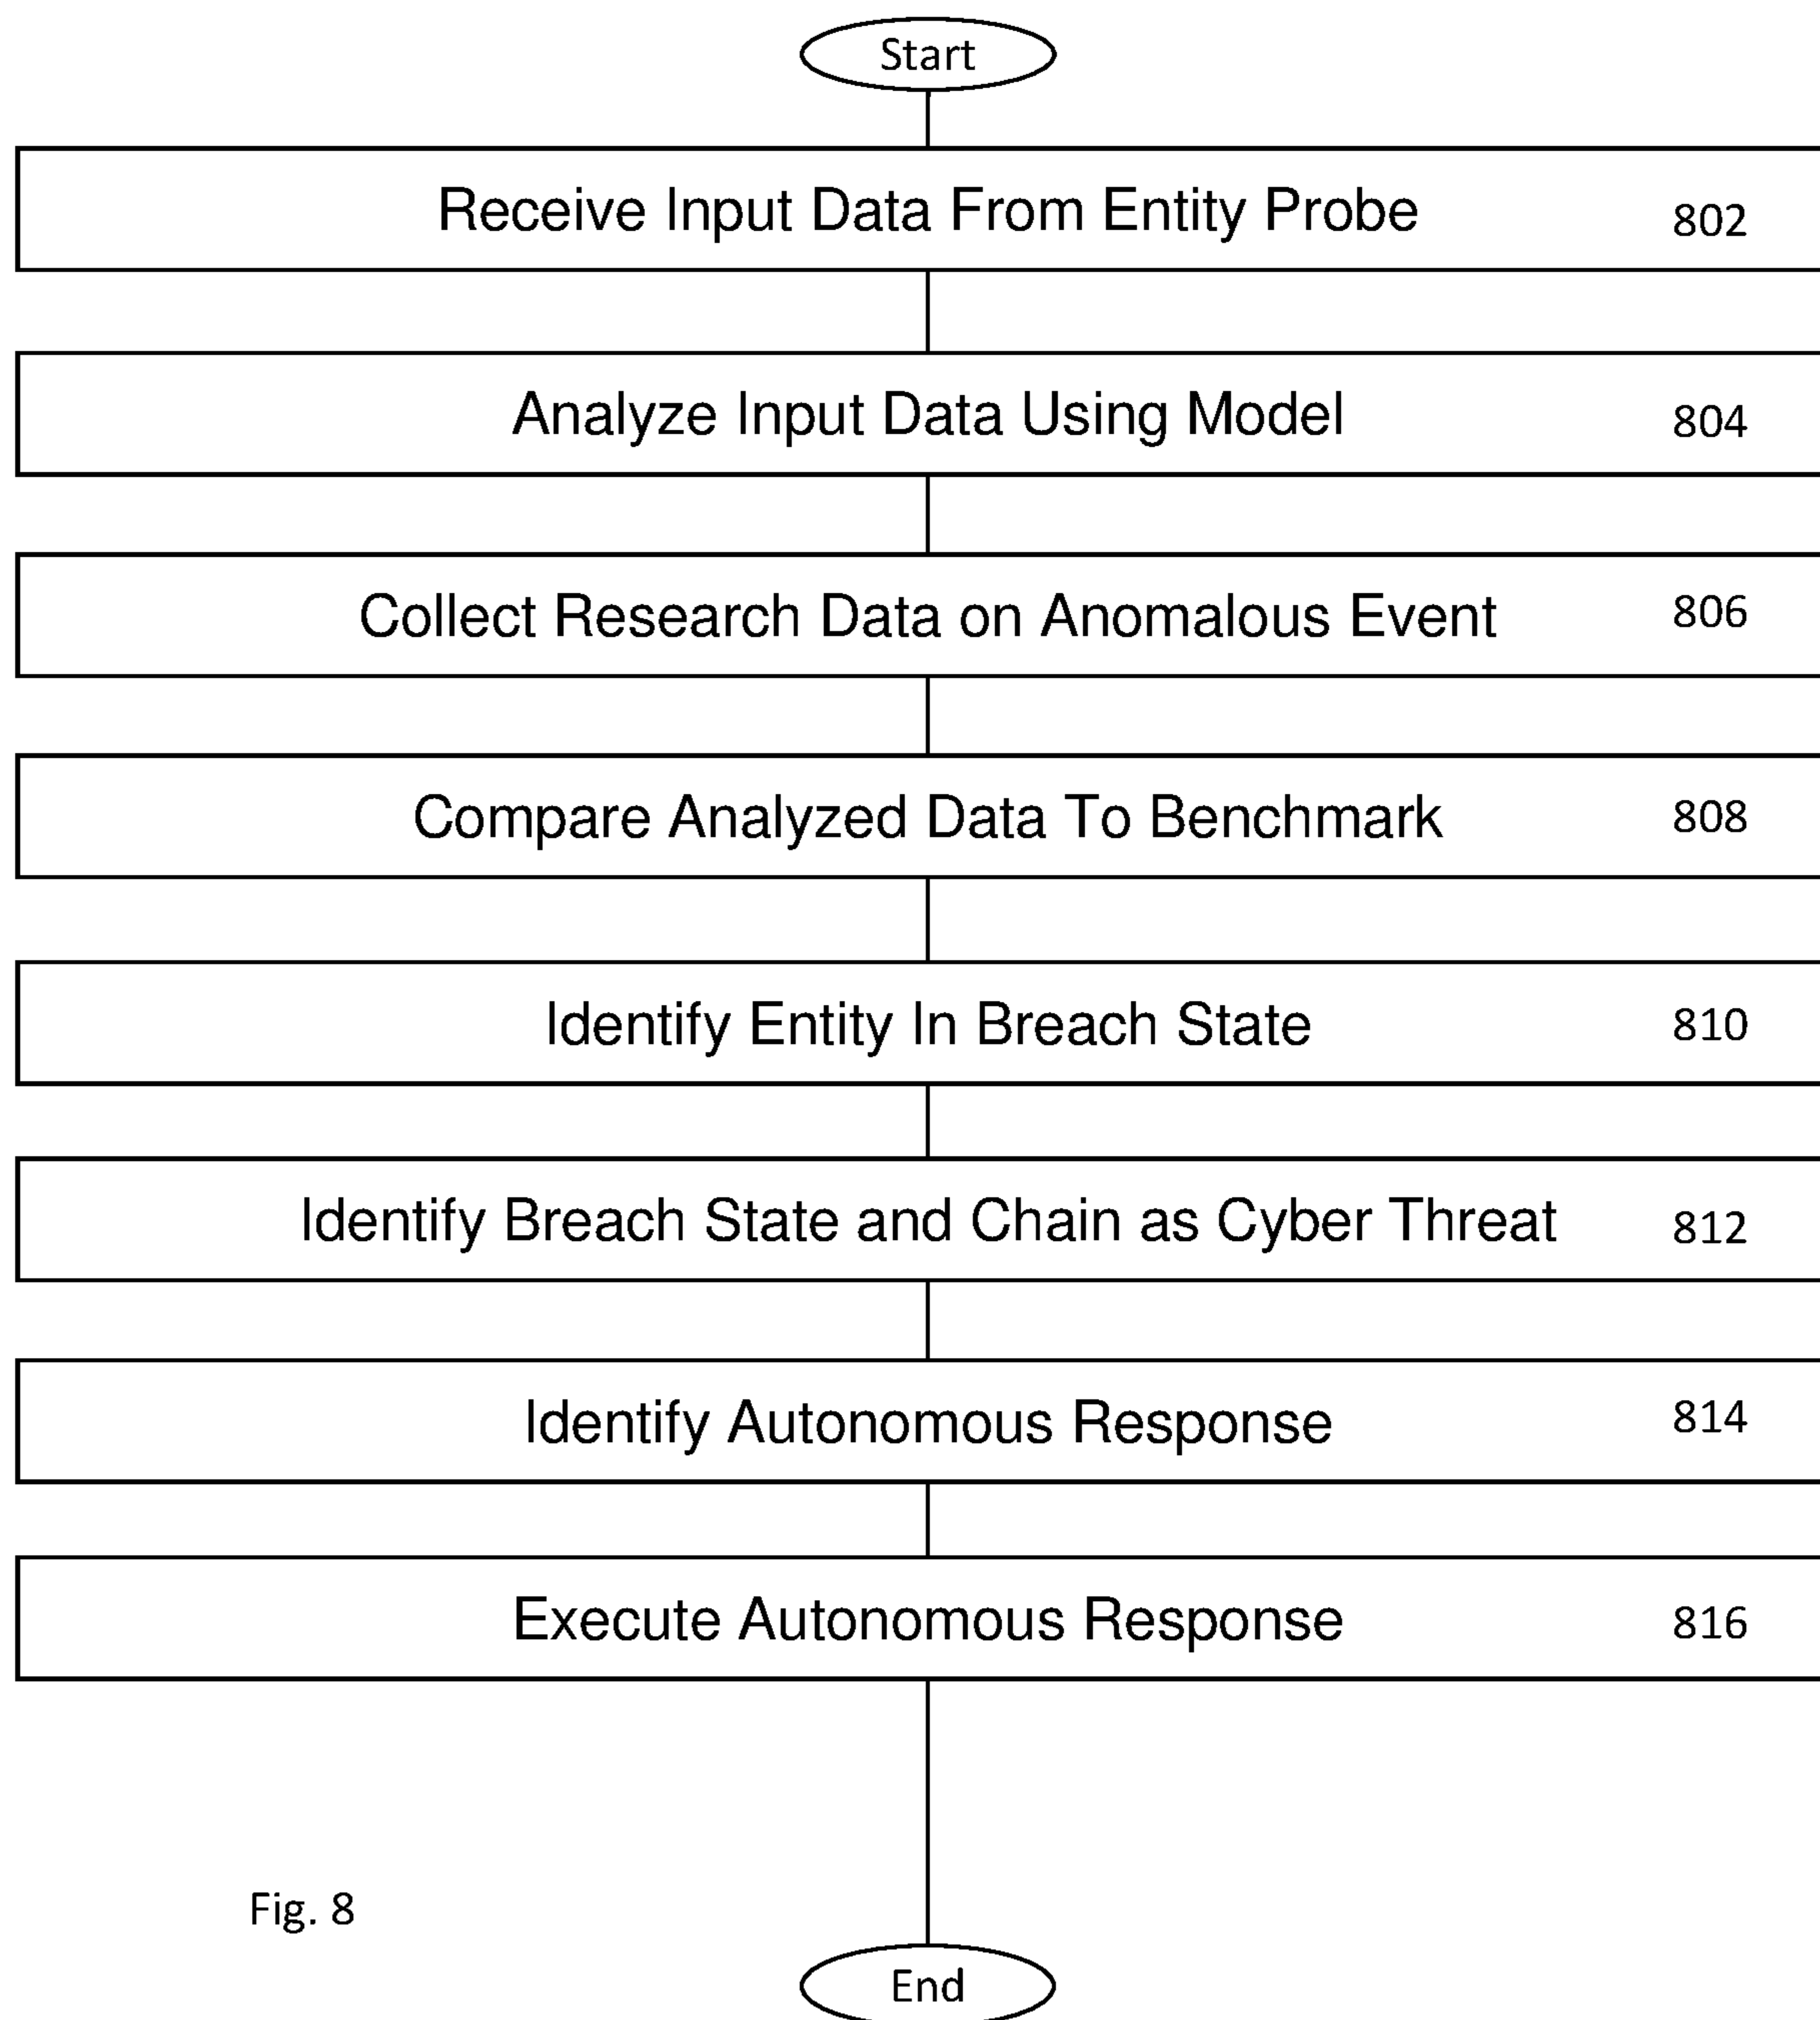 Start
Receive Input Data From Entity Probe 802
Analyze Input Data Using Model 804
Collect Research Data on Anomalous Event 806
Compare Analyzed Data To Benchmark 808
Identify Entity In Breach State 810
Identify Breach State and Chain as Cyber Threat 812
Identify Autonomous Response 814
Execute Autonomous Response 816
Fig. 8
End